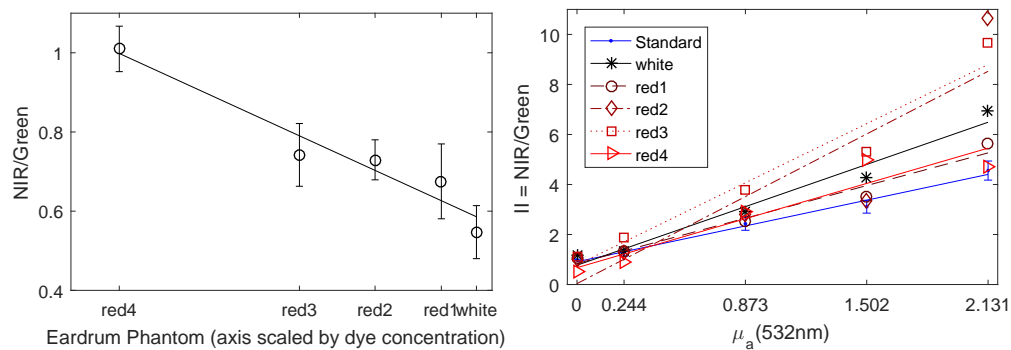 NIR/Green
1
0.8
0.6
0.4
red4
red3
red2
red1
white
Eardrum Phantom (axis scaled by dye concentration)
II = NIR/Green
10
8
6
4
2
0
Standard
white
red1
red2
red3
red4
0
0.244
0.873
1.502
2.131
μa(532nm)